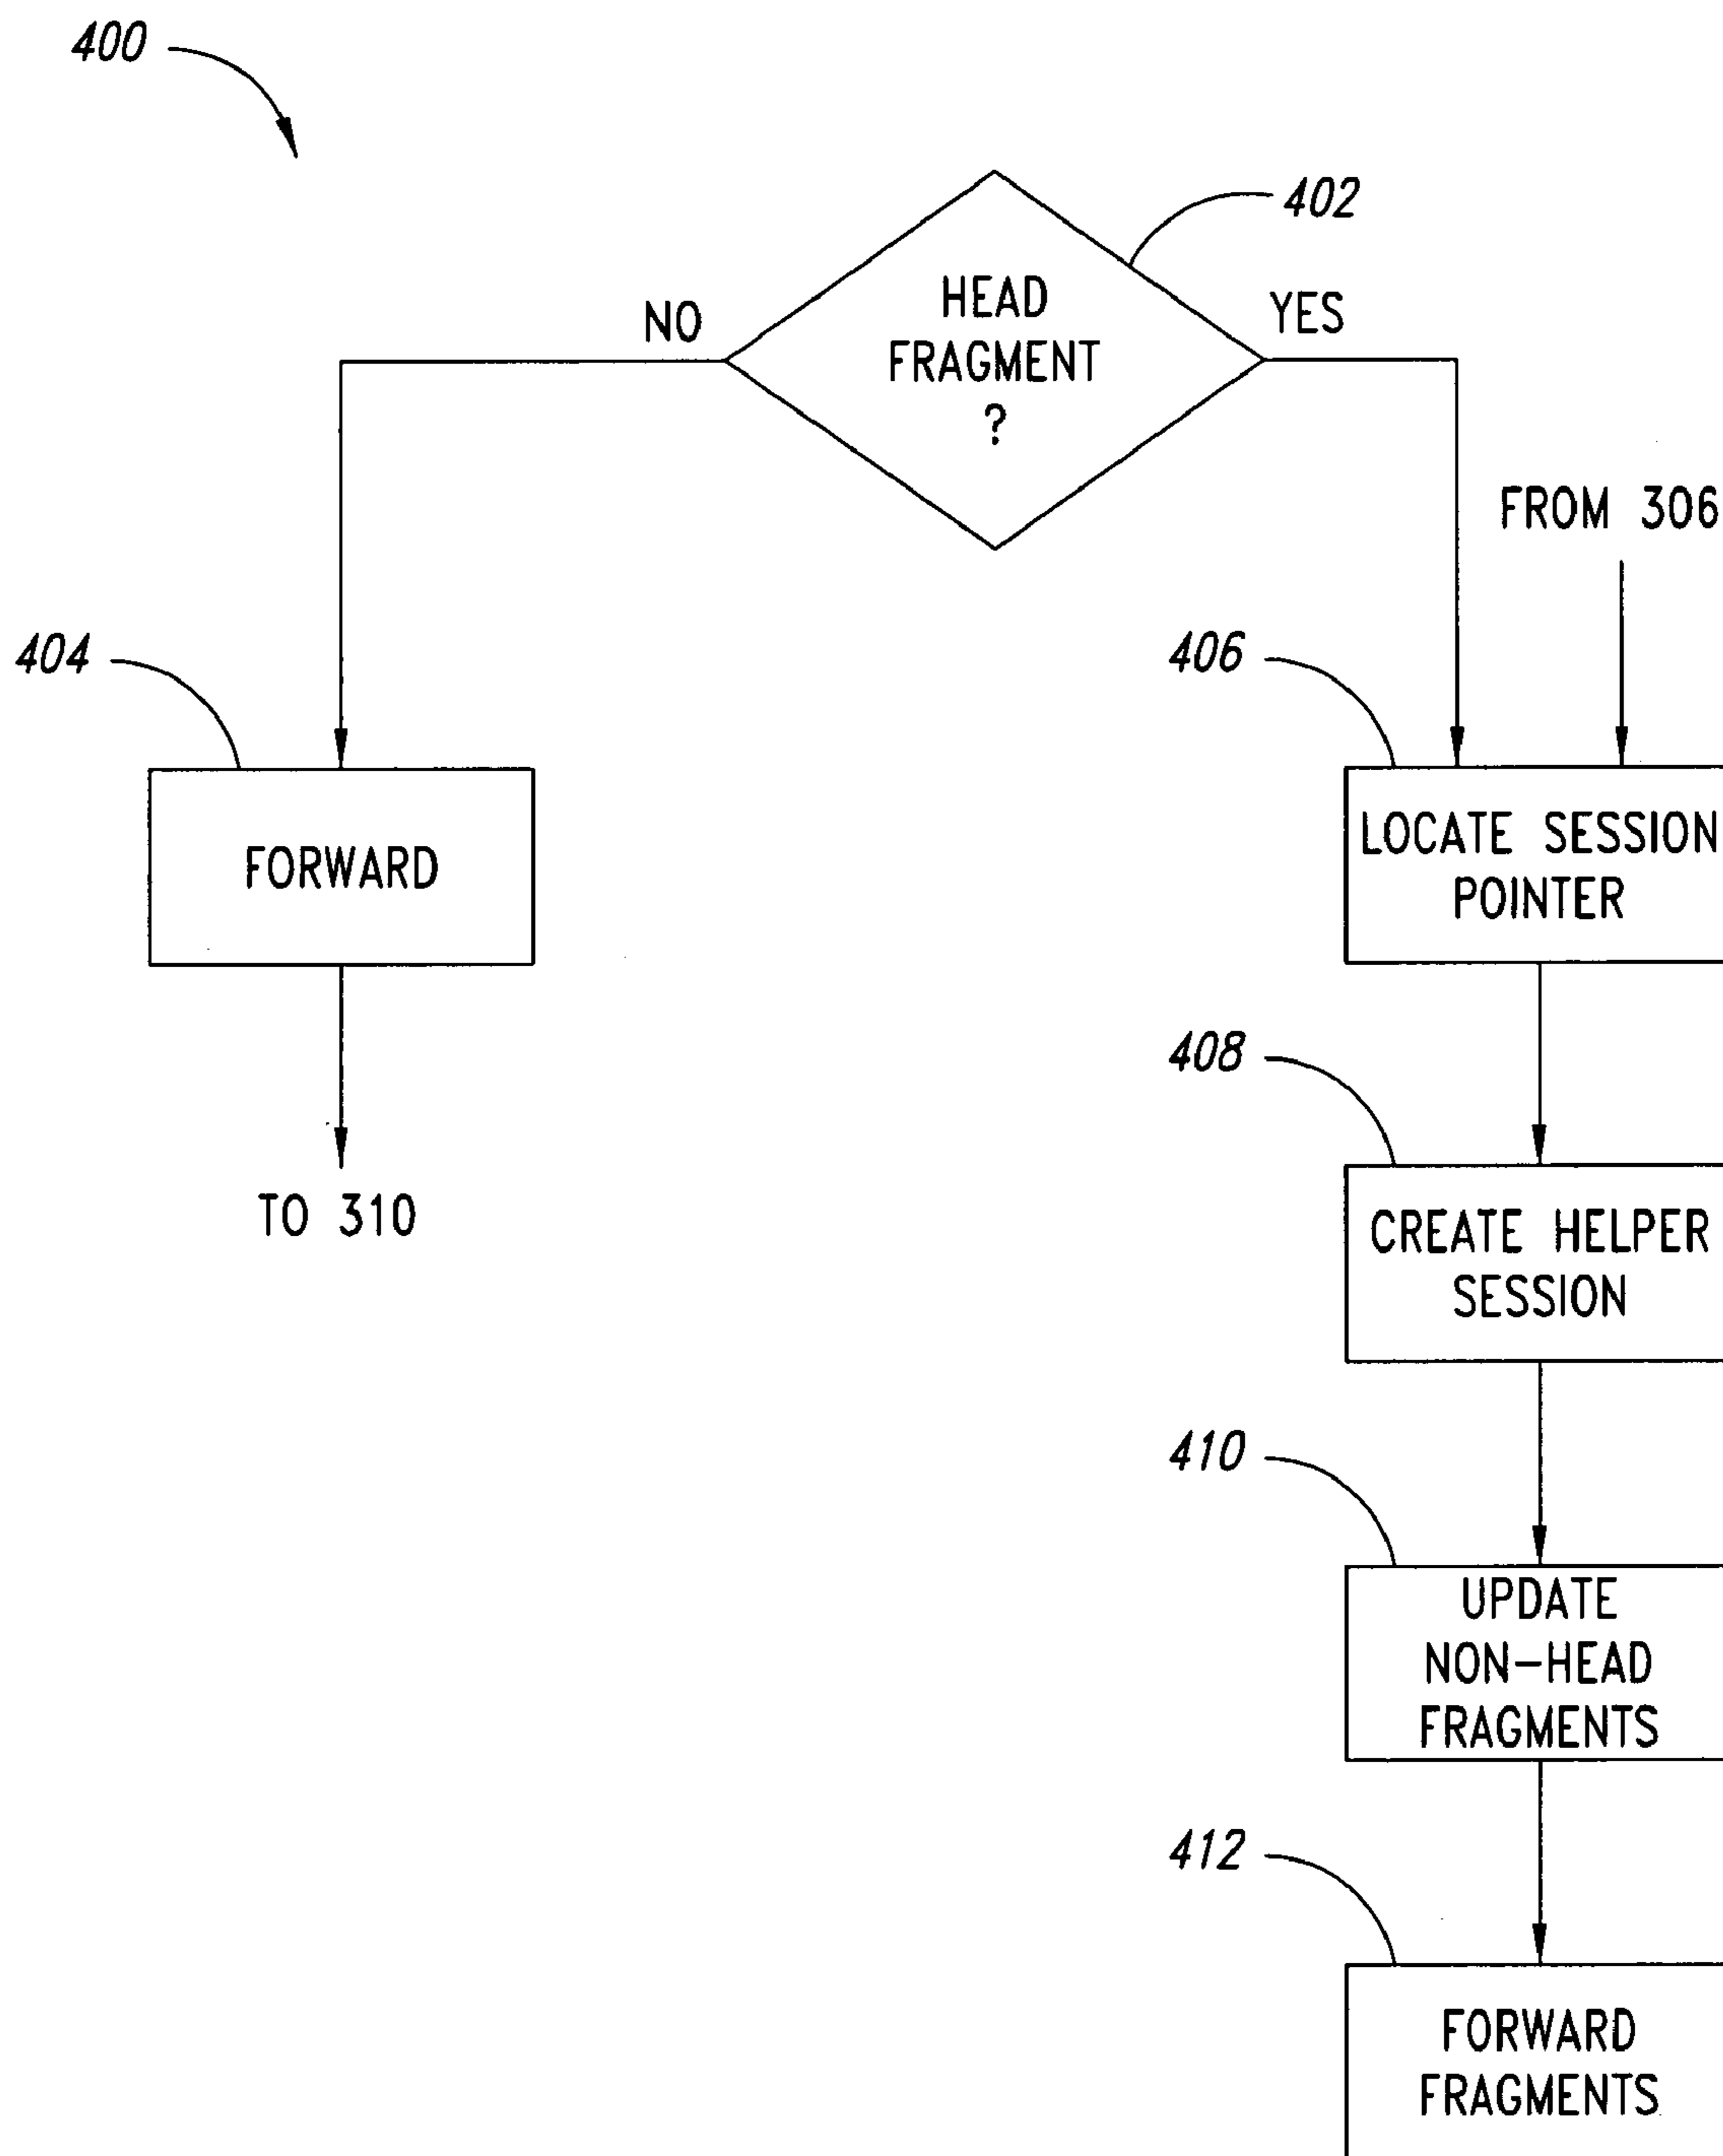 400
402
HEAD
FRAGMENT
?
NO
YES
FROM 306
404
FORWARD
TO 310
406
LOCATE SESSION
POINTER
408
CREATE HELPER
SESSION
410
UPDATE
NON-HEAD
FRAGMENTS
412
FORWARD
FRAGMENTS